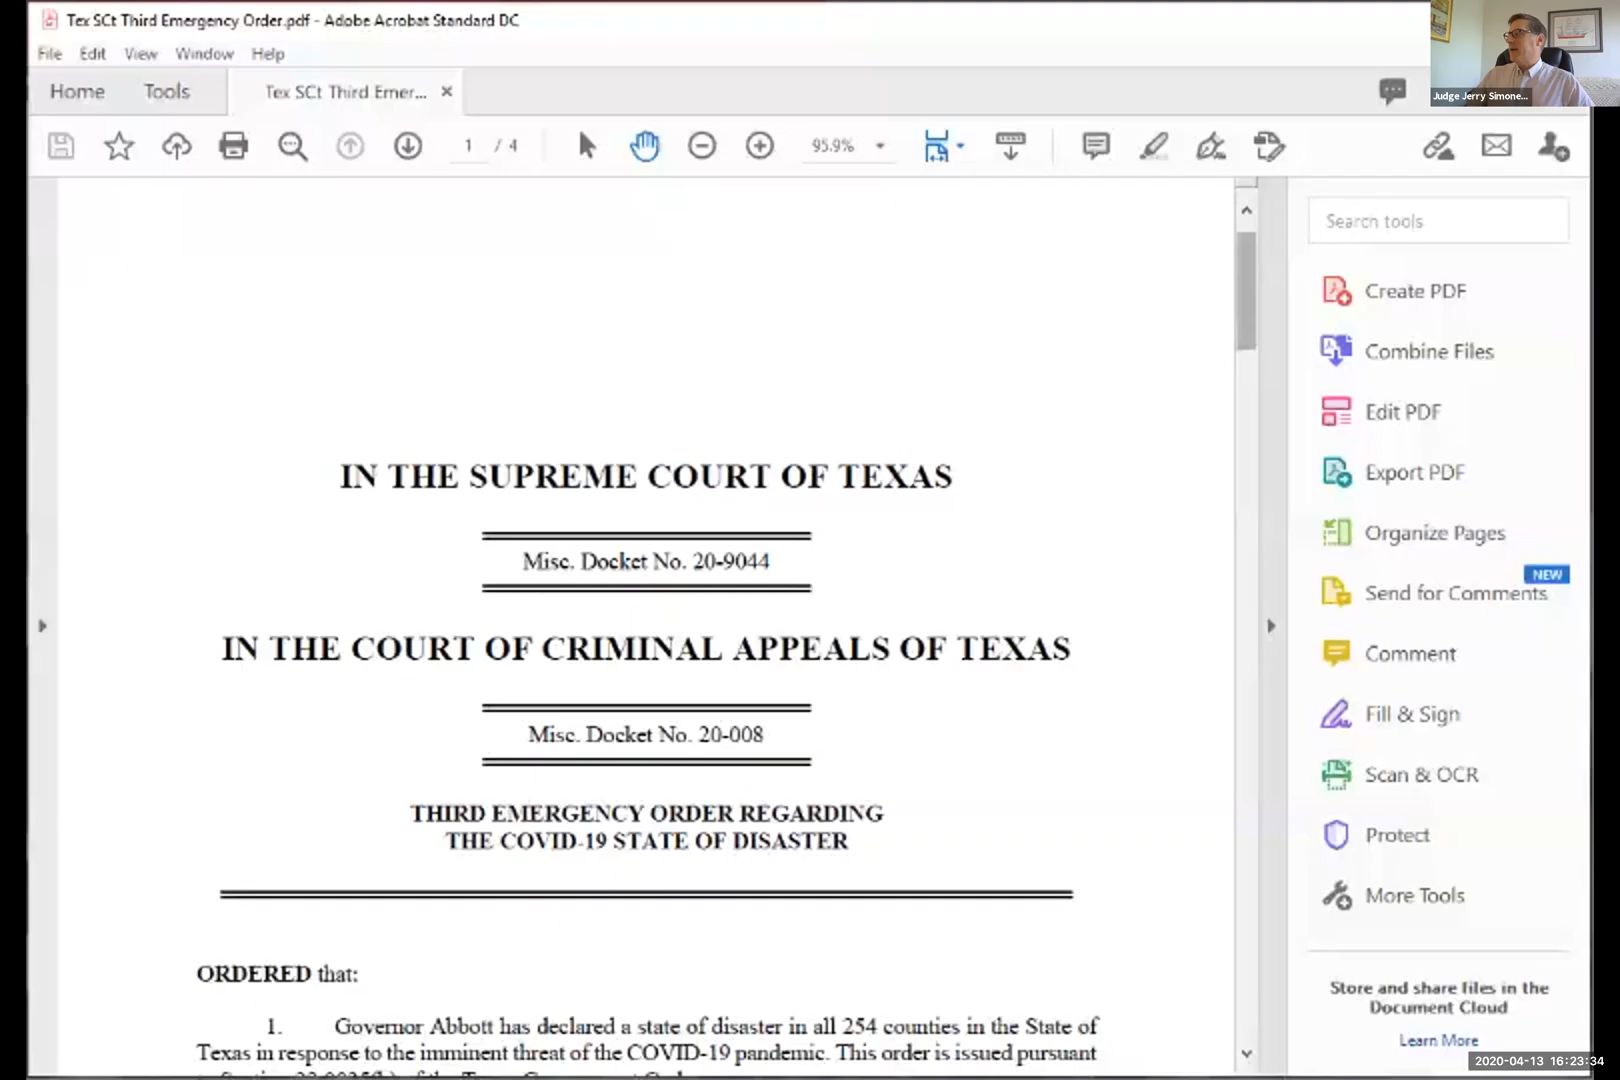 Tex SCt Third Emergency Order.pdf - Adobe Acrobat Standard DC
File Edit View Window Help
Home Tools Tex SCt Third Emer... ×
Judge Jerry Simone...
1 / 4 95.9%
Search tools
Create PDF
Combine Files
Edit PDF
Export PDF
Organize Pages
NEW
Send for Comments
Comment
Fill & Sign
Scan & OCR
Protect
More Tools
Store and share files in the
Document Cloud
Learn More
IN THE SUPREME COURT OF TEXAS
Misc. Docket No. 20-9044
IN THE COURT OF CRIMINAL APPEALS OF TEXAS
Misc. Docket No. 20-008
THIRD EMERGENCY ORDER REGARDING
THE COVID-19 STATE OF DISASTER
ORDERED that:
1. Governor Abbott has declared a state of disaster in all 254 counties in the State of
Texas in response to the imminent threat of the COVID-19 pandemic. This order is issued pursuant
2020-04-13 16:23:34